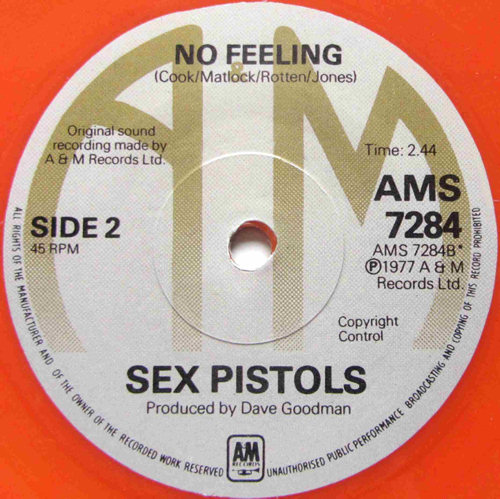 NO FEELING
(Cook/Matlock/Rotten/Jones)
Original sound
recording made by
A & M Records Ltd.
Time: 2.44
SIDE 2
45 RPM
AMS
7284
AMS 7284B*
℗1977 A & M
Records Ltd.
Copyright
Control
SEX PISTOLS
Produced by Dave Goodman
AM
RECORDS
ALL RIGHTS OF THE MANUFACTURER AND OF THE OWNER OF THE RECORDED WORK RESERVED
UNAUTHORISED PUBLIC PERFORMANCE BROADCASTING AND COPYING OF THIS RECORD PROHIBITED